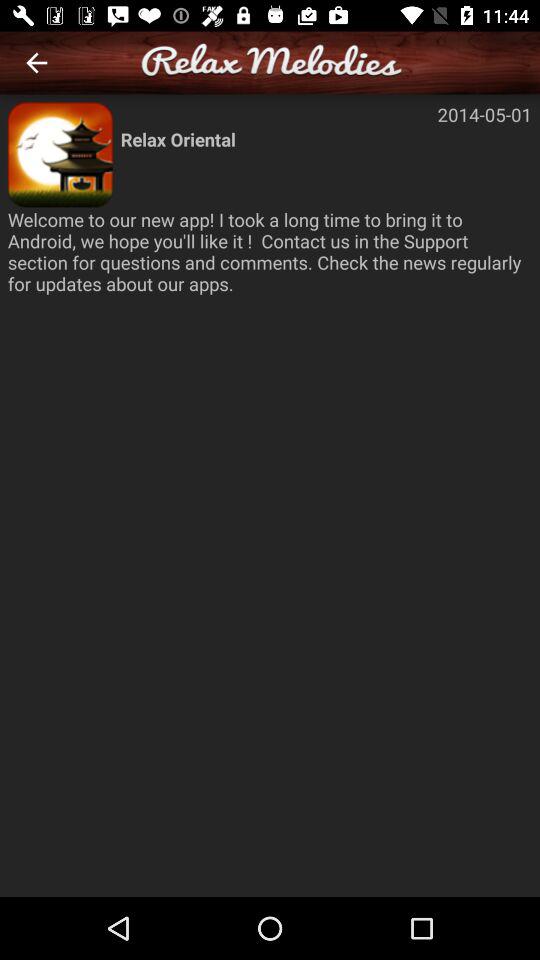 11:44
Relax Melodies
2014-05-01
Relax Oriental
Welcome to our new app! I took a long time to bring it to
Android, we hope you'll like it !  Contact us in the Support
section for questions and comments. Check the news regularly
for updates about our apps.